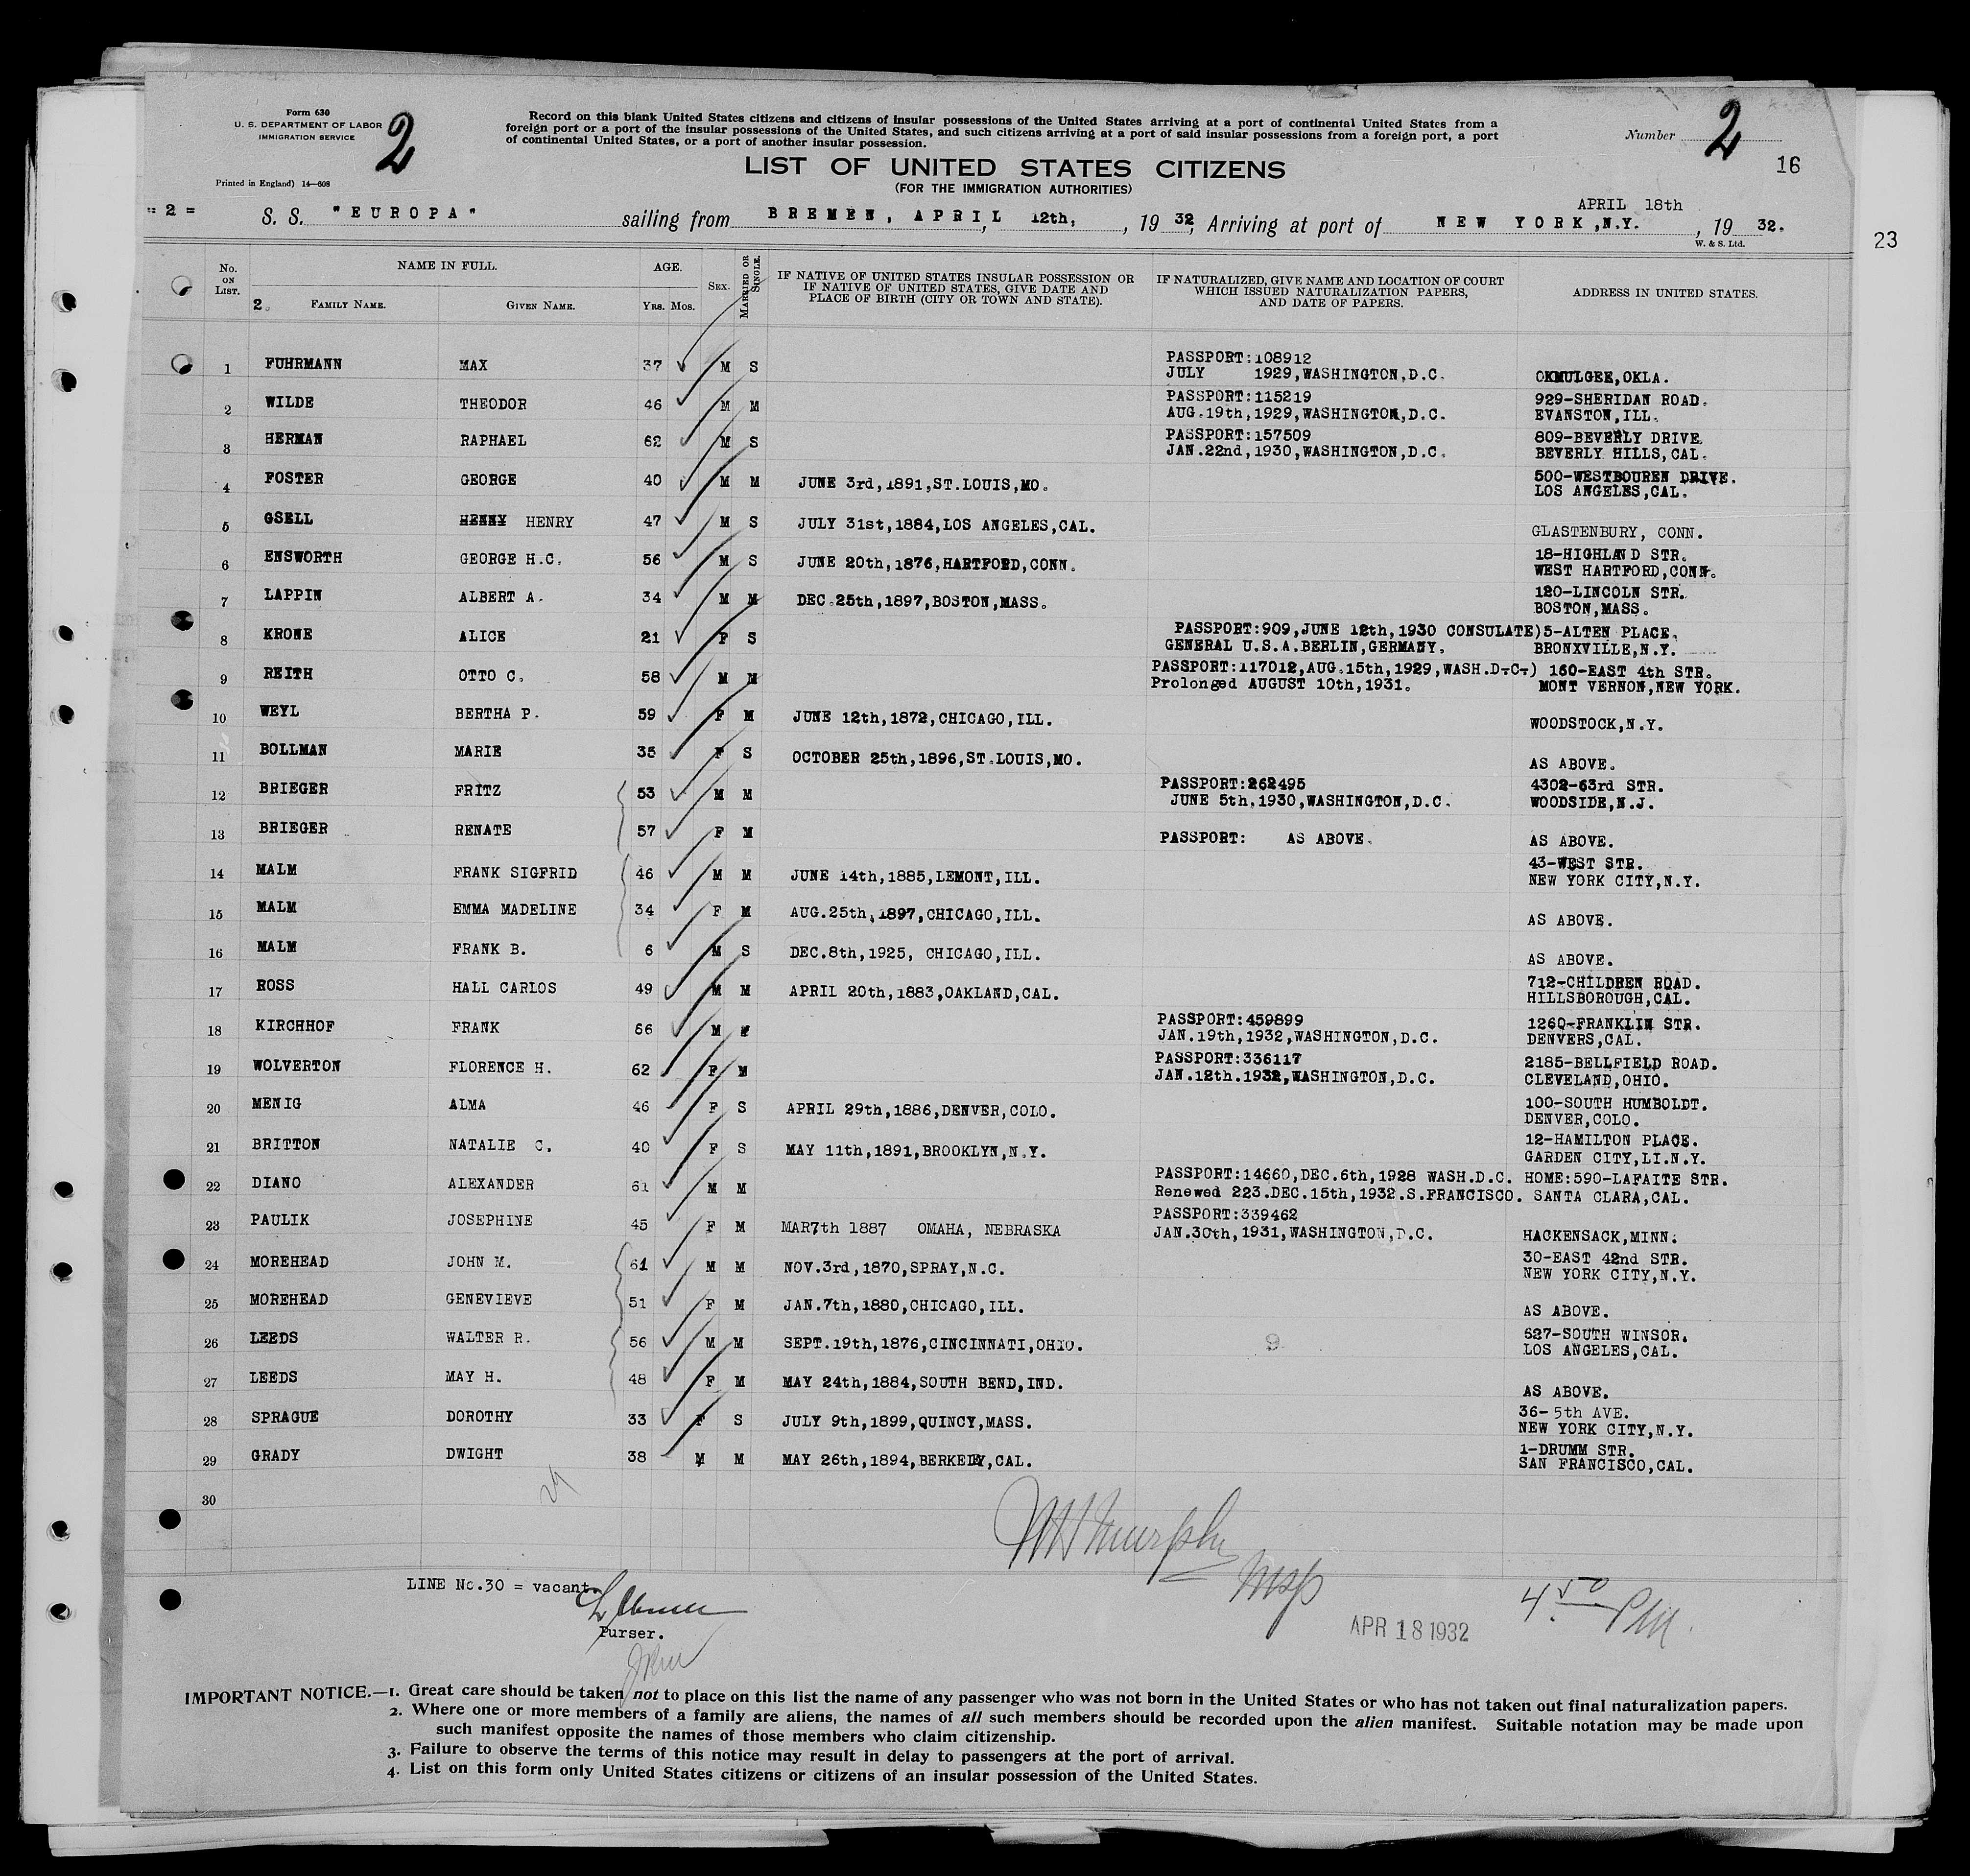 Form 630
U. S. DEPARTMENT OF LABOR
IMMIGRATION SERVICE
2
Record on this blank United States citizens and citizens of insular possessions of the United States arriving at a port of continental United States from a
foreign port or a port of the insular possessions of the United States, and such citizens arriving at a port of said insular possessions from a foreign port, a port
of continental United States, or a port of another insular possession.
Number 2
16
LIST OF UNITED STATES CITIZENS
(FOR THE IMMIGRATION AUTHORITIES)
Printed in England) 14—608
APRIL 18th
= 2 = S. S. "EUROPA" sailing from BREMEN, APRIL 12th, , 19 32, Arriving at port of NEW YORK,N.Y. , 19 32.
W. & S. Ltd.
23
No. ON LIST. NAME IN FULL. AGE. SEX. MARRIED OR SINGLE. IF NATIVE OF UNITED STATES INSULAR POSSESSION OR IF NATIVE OF UNITED STATES, GIVE DATE AND PLACE OF BIRTH (CITY OR TOWN AND STATE). IF NATURALIZED, GIVE NAME AND LOCATION OF COURT WHICH ISSUED NATURALIZATION PAPERS, AND DATE OF PAPERS. ADDRESS IN UNITED STATES.
2. FAMILY NAME. GIVEN NAME. YRS. MOS.
1 FUHRMANN MAX 37 M S PASSPORT:108912
JULY 1929,WASHINGTON,D.C. OKMULGEE,OKLA.
2 WILDE THEODOR 46 M M PASSPORT:115219 929-SHERIDAN ROAD.
AUG.19th,1929,WASHINGTON,D.C. EVANSTON,ILL.
3 HERMAN RAPHAEL 62 M S PASSPORT:157509 809-BEVERLY DRIVE.
JAN.22nd,1930,WASHINGTON,D.C. BEVERLY HILLS,CAL.
4 FOSTER GEORGE 40 M M JUNE 3rd,1891,ST.LOUIS,MO. 500-WESTBOUREN DRIVE.
LOS ANGELES,CAL.
5 GSELL HENNY HENRY 47 M S JULY 31st,1884,LOS ANGELES,CAL. GLASTENBURY, CONN.
6 ENSWORTH GEORGE H.C. 56 M S JUNE 20th,1876,HARTFORD,CONN. 18-HIGHLAND STR.
WEST HARTFORD,CONN.
7 LAPPIN ALBERT A. 34 M M DEC.25th,1897,BOSTON,MASS. 120-LINCOLN STR.
BOSTON,MASS.
8 KRONE ALICE 21 F S PASSPORT:909,JUNE 12th,1930 CONSULATE) 5-ALTEN PLACE.
GENERAL U.S.A.BERLIN,GERMANY. BRONXVILLE,N.Y.
9 REITH OTTO C. 58 M M PASSPORT:117012,AUG.15th,1929,WASH.D.C.) 160-EAST 4th STR.
Prolonged AUGUST 10th,1931. MONT VERNON,NEW YORK.
10 WEYL BERTHA P. 59 F M JUNE 12th,1872,CHICAGO,ILL. WOODSTOCK,N.Y.
11 BOLLMAN MARIE 35 F S OCTOBER 25th,1896,ST.LOUIS,MO. AS ABOVE.
12 BRIEGER FRITZ 53 M M PASSPORT:262495 4302-63rd STR.
JUNE 5th.1930,WASHINGTON,D.C. WOODSIDE,N.J.
13 BRIEGER RENATE 57 F M PASSPORT: AS ABOVE. AS ABOVE.
14 MALM FRANK SIGFRID 46 M M JUNE 14th,1885,LEMONT,ILL. 43-WEST STR.
NEW YORK CITY,N.Y.
15 MALM EMMA MADELINE 34 F M AUG.25th,1897,CHICAGO,ILL. AS ABOVE.
16 MALM FRANK B. 6 M S DEC.8th,1925, CHICAGO,ILL. AS ABOVE.
17 ROSS HALL CARLOS 49 M M APRIL 20th,1883,OAKLAND,CAL. 712-CHILDREN ROAD.
HILLSBOROUGH,CAL.
18 KIRCHHOF FRANK 66 M PASSPORT:459899 1260-FRANKLIN STR.
JAN.19th,1932,WASHINGTON,D.C. DENVERS,CAL.
19 WOLVERTON FLORENCE H. 62 F M PASSPORT:336117 2185-BELLFIELD ROAD.
JAN.12th.1932,WASHINGTON,D.C. CLEVELAND,OHIO.
20 MENIG ALMA 46 F S APRIL 29th,1886,DENVER,COLO. 100-SOUTH HUMBOLDT.
DENVER,COLO.
21 BRITTON NATALIE C. 40 F S MAY 11th,1891,BROOKLYN,N.Y. 12-HAMILTON PLACE.
GARDEN CITY,LI.N.Y.
22 DIANO ALEXANDER 61 M M PASSPORT:14660,DEC.6th,1928 WASH.D.C. HOME:590-LAFAITE STR.
Renewed 223.DEC.15th,1932.S.FRANCISCO. SANTA CLARA,CAL.
23 PAULIK JOSEPHINE 45 F M MAR7th 1887 OMAHA, NEBRASKA PASSPORT:339462
JAN.30th,1931,WASHINGTON,D.C. HACKENSACK,MINN.
24 MOREHEAD JOHN M. 61 M M NOV.3rd,1870,SPRAY,N.C. 30-EAST 42nd STR.
NEW YORK CITY,N.Y.
25 MOREHEAD GENEVIEVE 51 F M JAN.7th,1880,CHICAGO,ILL. AS ABOVE.
26 LEEDS WALTER R. 56 M M SEPT.19th,1876,CINCINNATI,OHIO. 9 627-SOUTH WINSOR.
LOS ANGELES,CAL.
27 LEEDS MAY H. 48 F M MAY 24th,1884,SOUTH BEND,IND. AS ABOVE.
28 SPRAGUE DOROTHY 33 F S JULY 9th,1899,QUINCY,MASS. 36-5th AVE.
NEW YORK CITY,N.Y.
29 GRADY DWIGHT 38 M M MAY 26th,1894,BERKELY,CAL. 1-DRUMM STR.
SAN FRANCISCO,CAL.
30
29
Murphy
LINE No.30 = vacant.
Purser.
APR 18 1932
4 50 PM
IMPORTANT NOTICE.—1. Great care should be taken not to place on this list the name of any passenger who was not born in the United States or who has not taken out final naturalization papers.
2. Where one or more members of a family are aliens, the names of all such members should be recorded upon the alien manifest. Suitable notation may be made upon
such manifest opposite the names of those members who claim citizenship.
3. Failure to observe the terms of this notice may result in delay to passengers at the port of arrival.
4. List on this form only United States citizens or citizens of an insular possession of the United States.